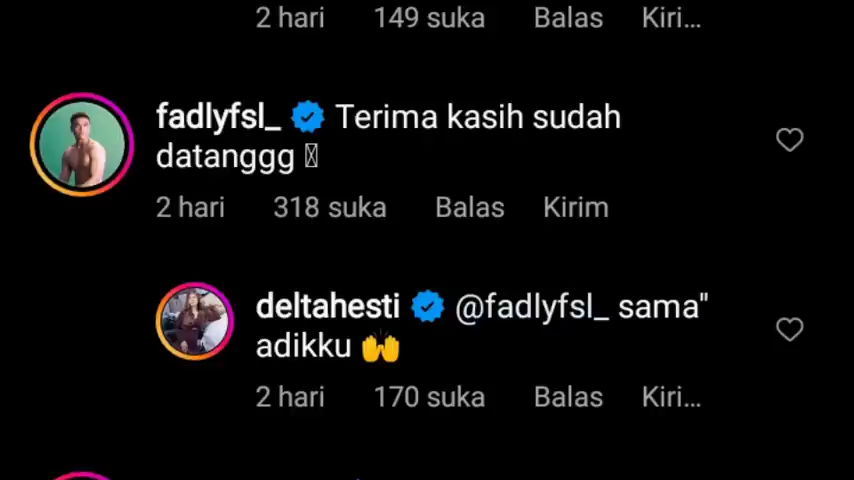 2 hari 149 suka Balas Kiri...
fadlyfsl_ Terima kasih sudah
datanggg
2 hari 318 suka Balas Kirim
deltahesti @fadlyfsl_ sama"
adikku 🙌
2 hari 170 suka Balas Kiri...